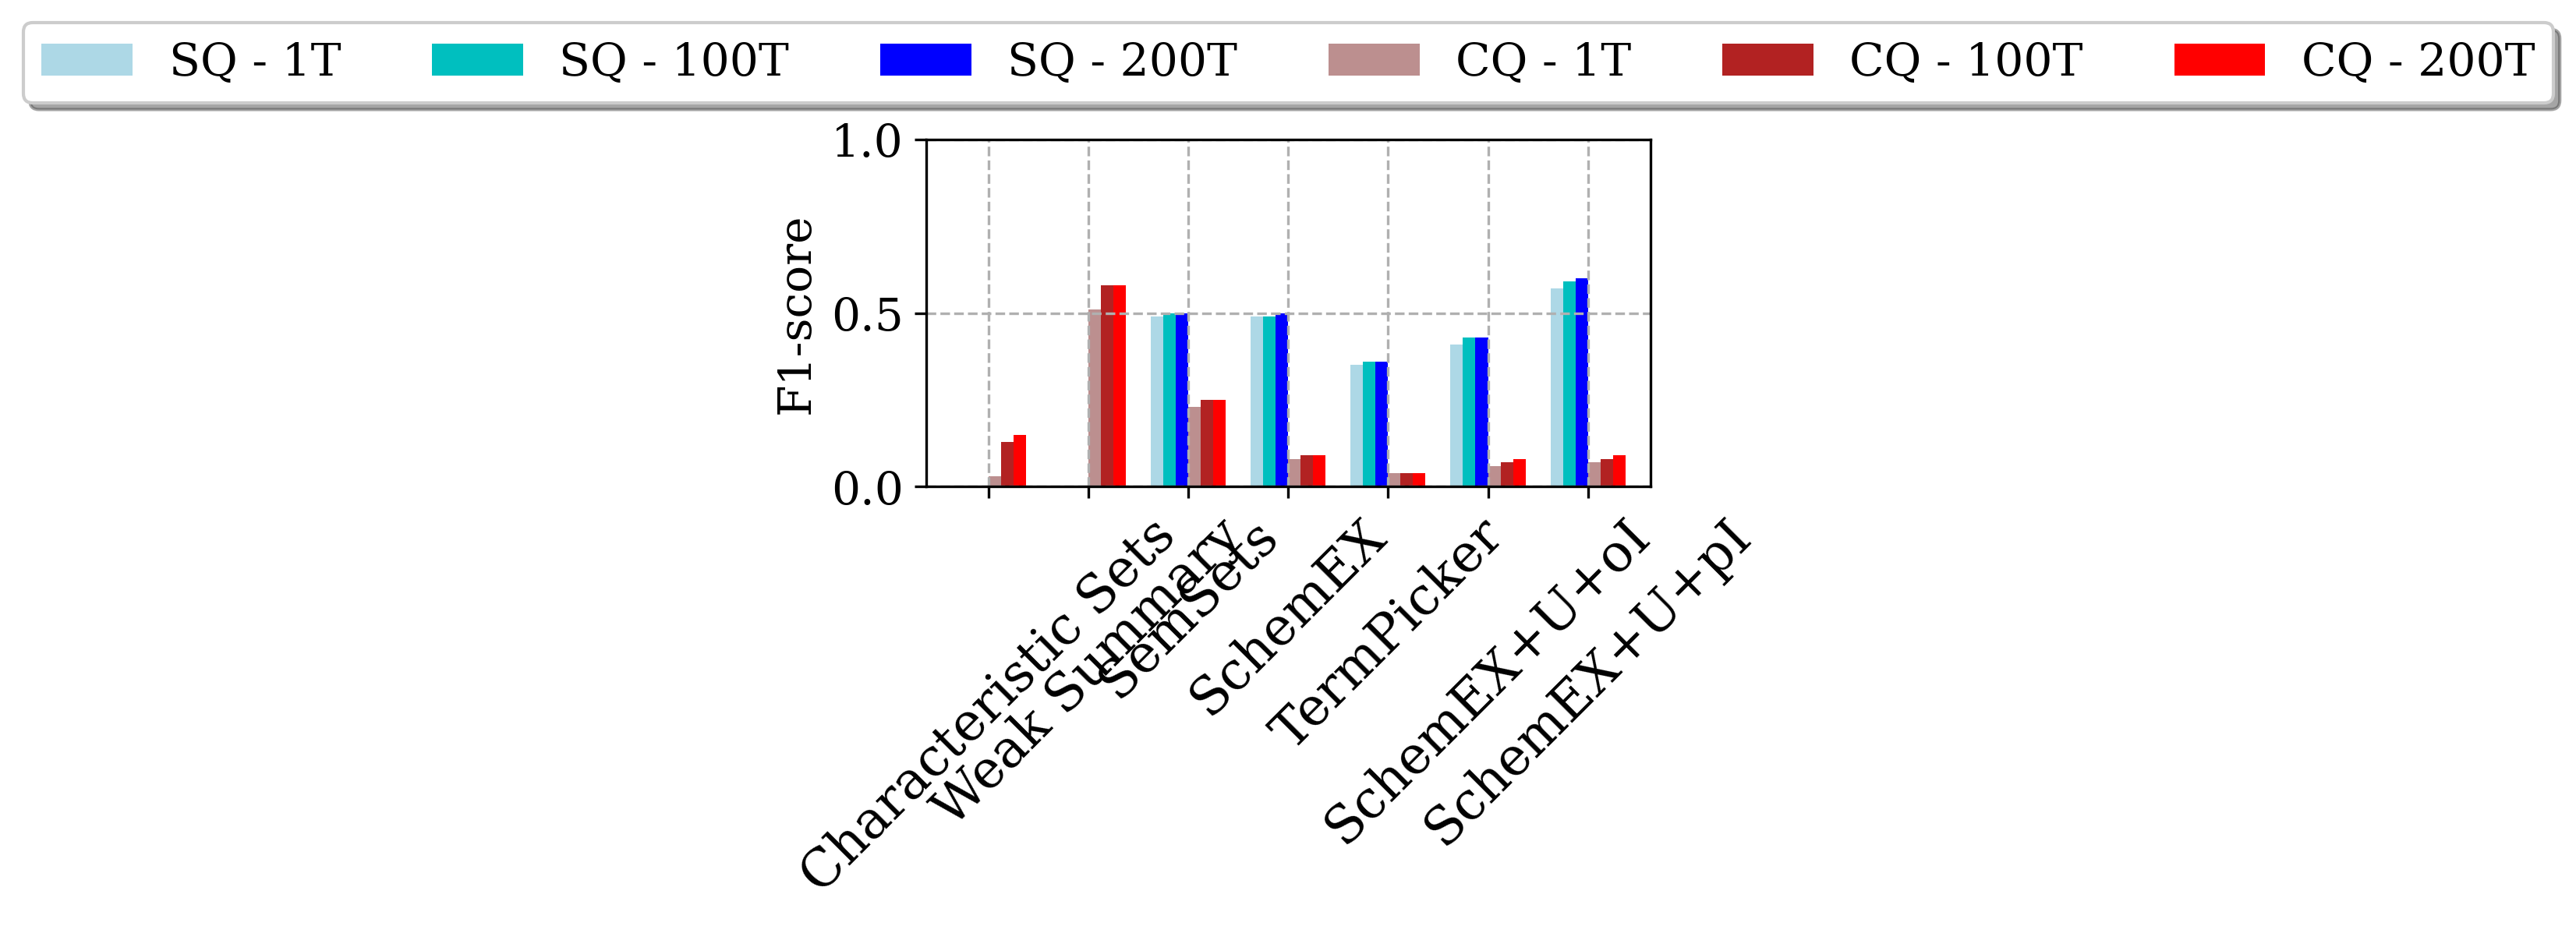 SQ - 1T SQ - 100T SQ - 200T CQ - 1T CQ - 100T CQ - 200T
1.0
0.5
0.0
F1-score
Characteristic Sets
Weak Summary
SemSets
SchemEX
TermPicker
SchemEX+U+oI
SchemEX+U+pI